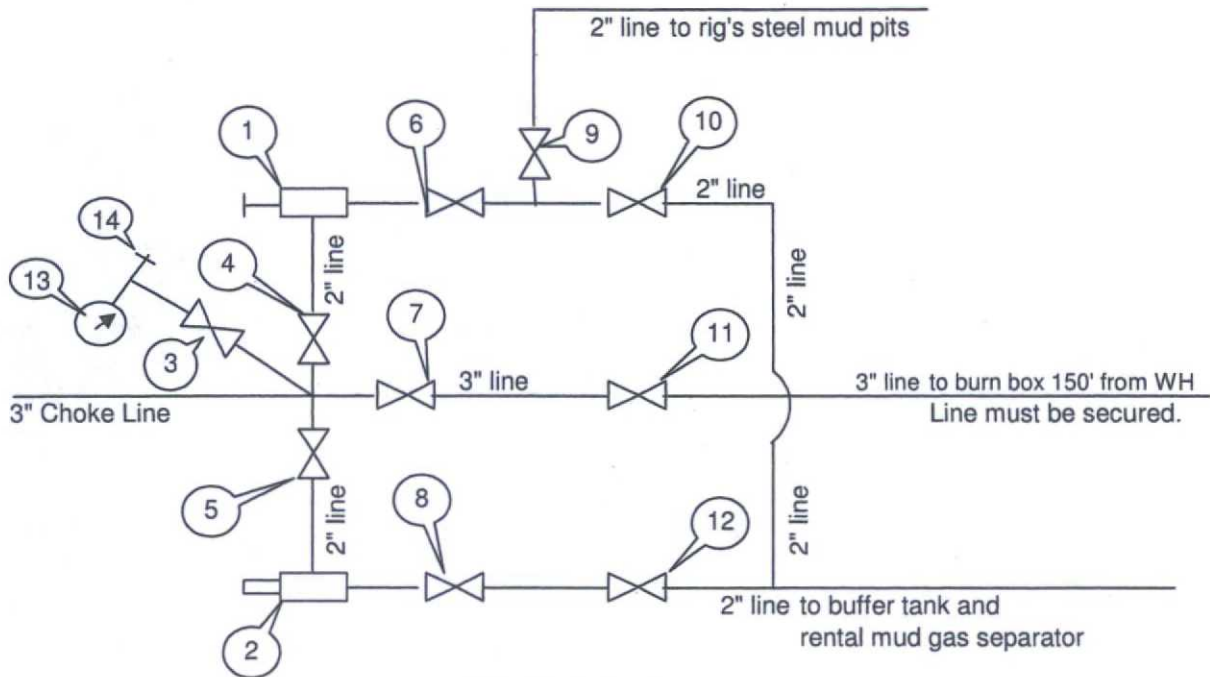 2" line to rig's steel mud pits
1
6
9
10
2" line
14
13
4
2" line
2" line
3
7
11
3" line
3" line to burn box 150' from WH
Line must be secured.
3" Choke Line
5
2" line
8
12
2" line
2
2" line to buffer tank and
rental mud gas separator